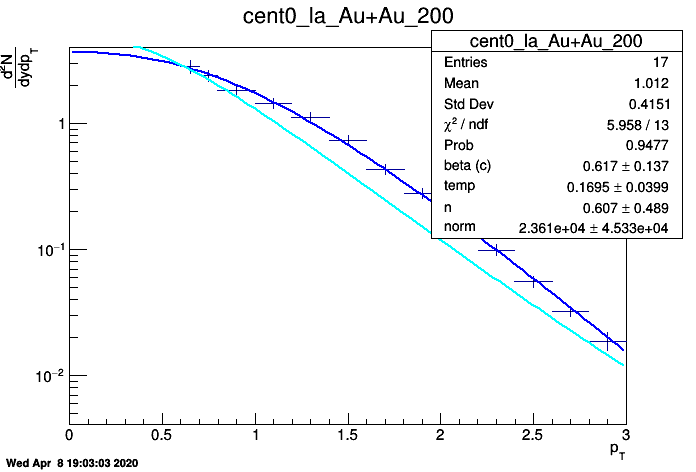 cent0_la_Au+Au_200
cent0_la_Au+Au_200
Entries 17
Mean 1.012
Std Dev 0.4151
χ² / ndf 5.958 / 13
Prob 0.9477
beta (c) 0.617 ± 0.137
temp 0.1695 ± 0.0399
n 0.607 ± 0.489
norm 2.361e+04 ± 4.533e+04
d²N
dydp_T
1
10⁻¹
10⁻²
0 0.5 1 1.5 2 2.5 3
p_T
Wed Apr 8 19:03:03 2020